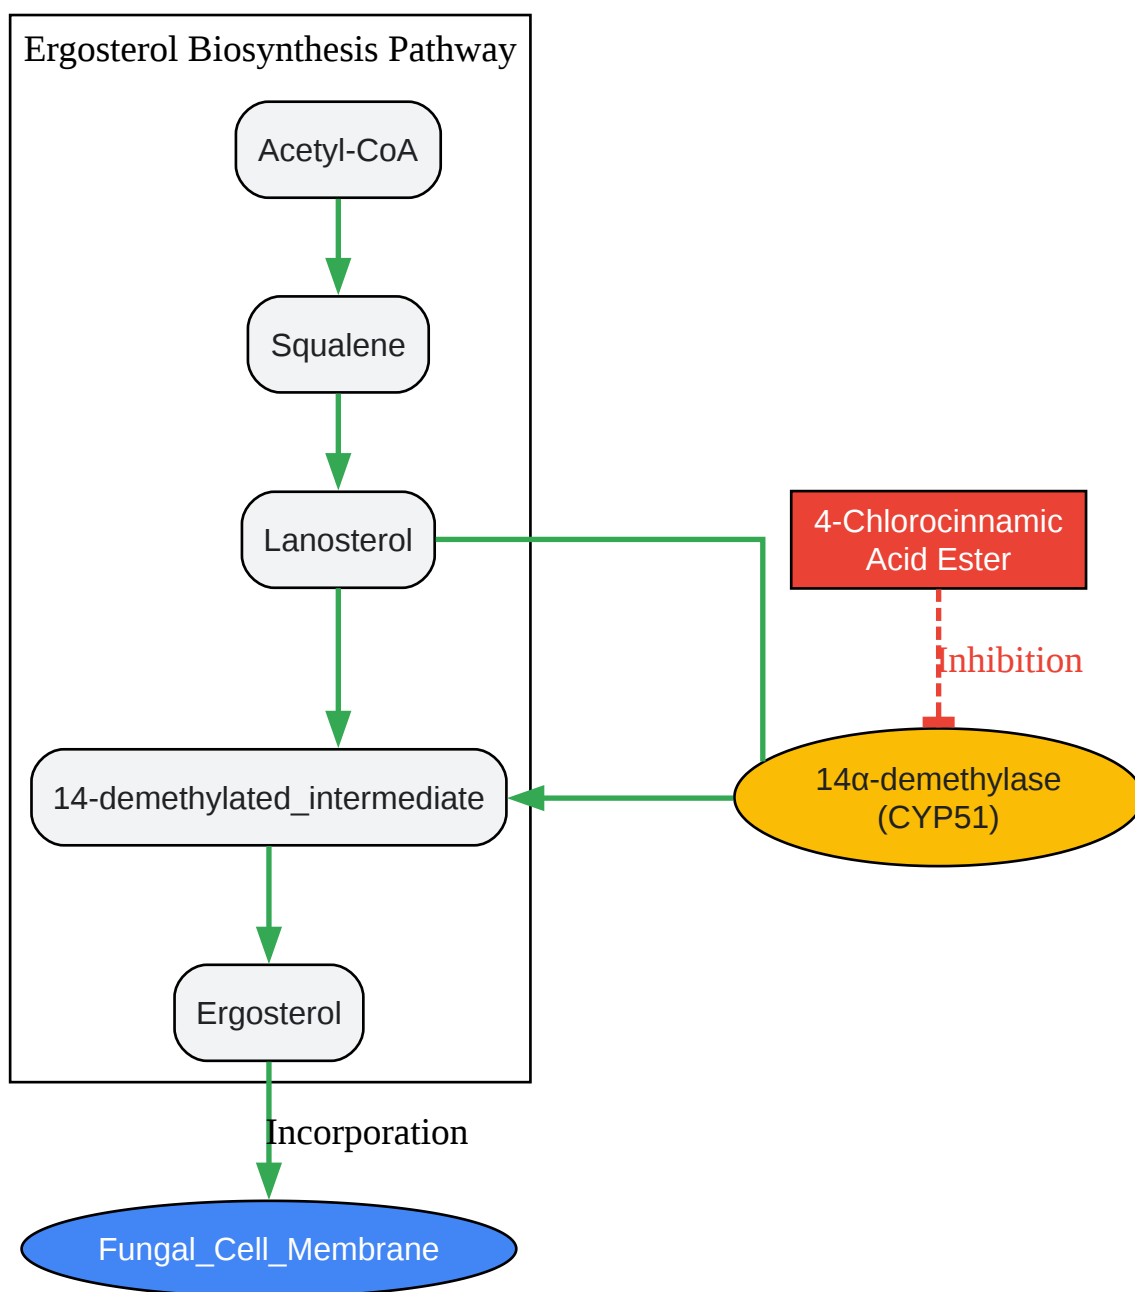 Ergosterol Biosynthesis Pathway
Acetyl-CoA
Squalene
Lanosterol
4-Chlorocinnamic
Acid Ester
Inhibition
14-demethylated_intermediate
14α-demethylase
(CYP51)
Ergosterol
Incorporation
Fungal_Cell_Membrane